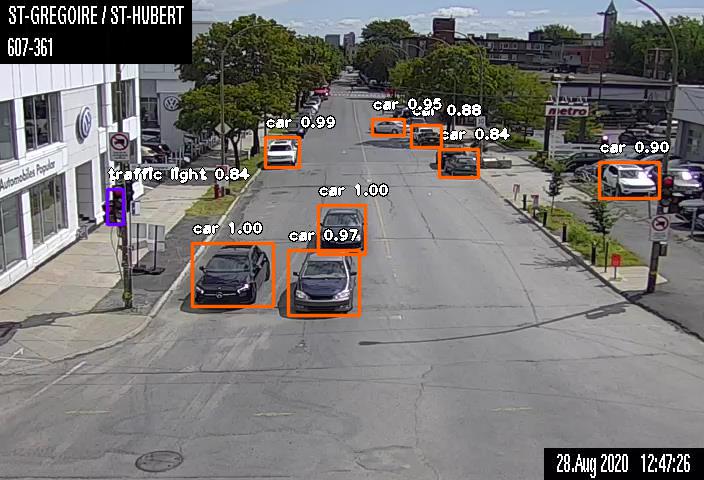 ST-GREGOIRE / ST-HUBERT
607-361
car 0.95
car 0.88
car 0.99
car 0.84
car 0.90
traffic light 0.84
car 1.00
car 1.00
car 0.97
metro
Automobiles Popular
28.Aug 2020 12:47:26